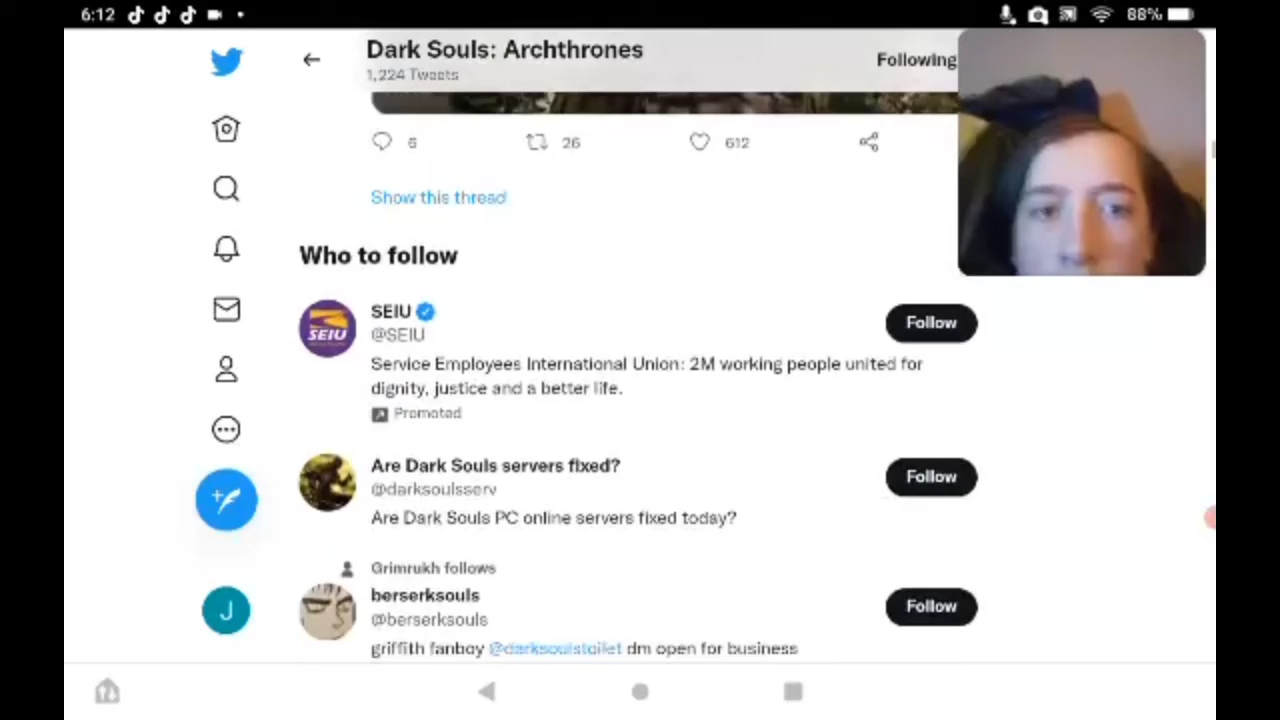 6:12
88%
Dark Souls: Archthrones
1,224 Tweets
Following
6
26
612
Show this thread
Who to follow
SEIU
@SEIU
Follow
SEIU
Service Employees International Union: 2M working people united for
dignity, justice and a better life.
Promoted
Are Dark Souls servers fixed?
@darksoulsserv
Follow
Are Dark Souls PC online servers fixed today?
Grimrukh follows
berserksouls
@berserksouls
Follow
J
griffith fanboy @darksoulstoilet dm open for business